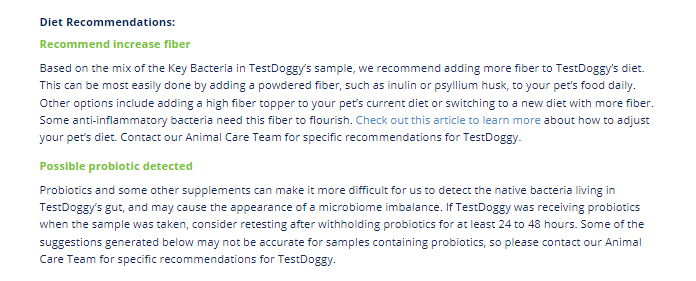 Diet Recommendations:
Recommend increase fiber
Based on the mix of the Key Bacteria in TestDoggy's sample, we recommend adding more fiber to TestDoggy's diet.
This can be most easily done by adding a powdered fiber, such as inulin or psyllium husk, to your pet's food daily.
Other options include adding a high fiber topper to your pet's current diet or switching to a new diet with more fiber.
Some anti-inflammatory bacteria need this fiber to flourish. Check out this article to learn more about how to adjust
your pet's diet. Contact our Animal Care Team for specific recommendations for TestDoggy.
Possible probiotic detected
Probiotics and some other supplements can make it more difficult for us to detect the native bacteria living in
TestDoggy's gut, and may cause the appearance of a microbiome imbalance. If TestDoggy was receiving probiotics
when the sample was taken, consider retesting after withholding probiotics for at least 24 to 48 hours. Some of the
suggestions generated below may not be accurate for samples containing probiotics, so please contact our Animal
Care Team for specific recommendations for TestDoggy.